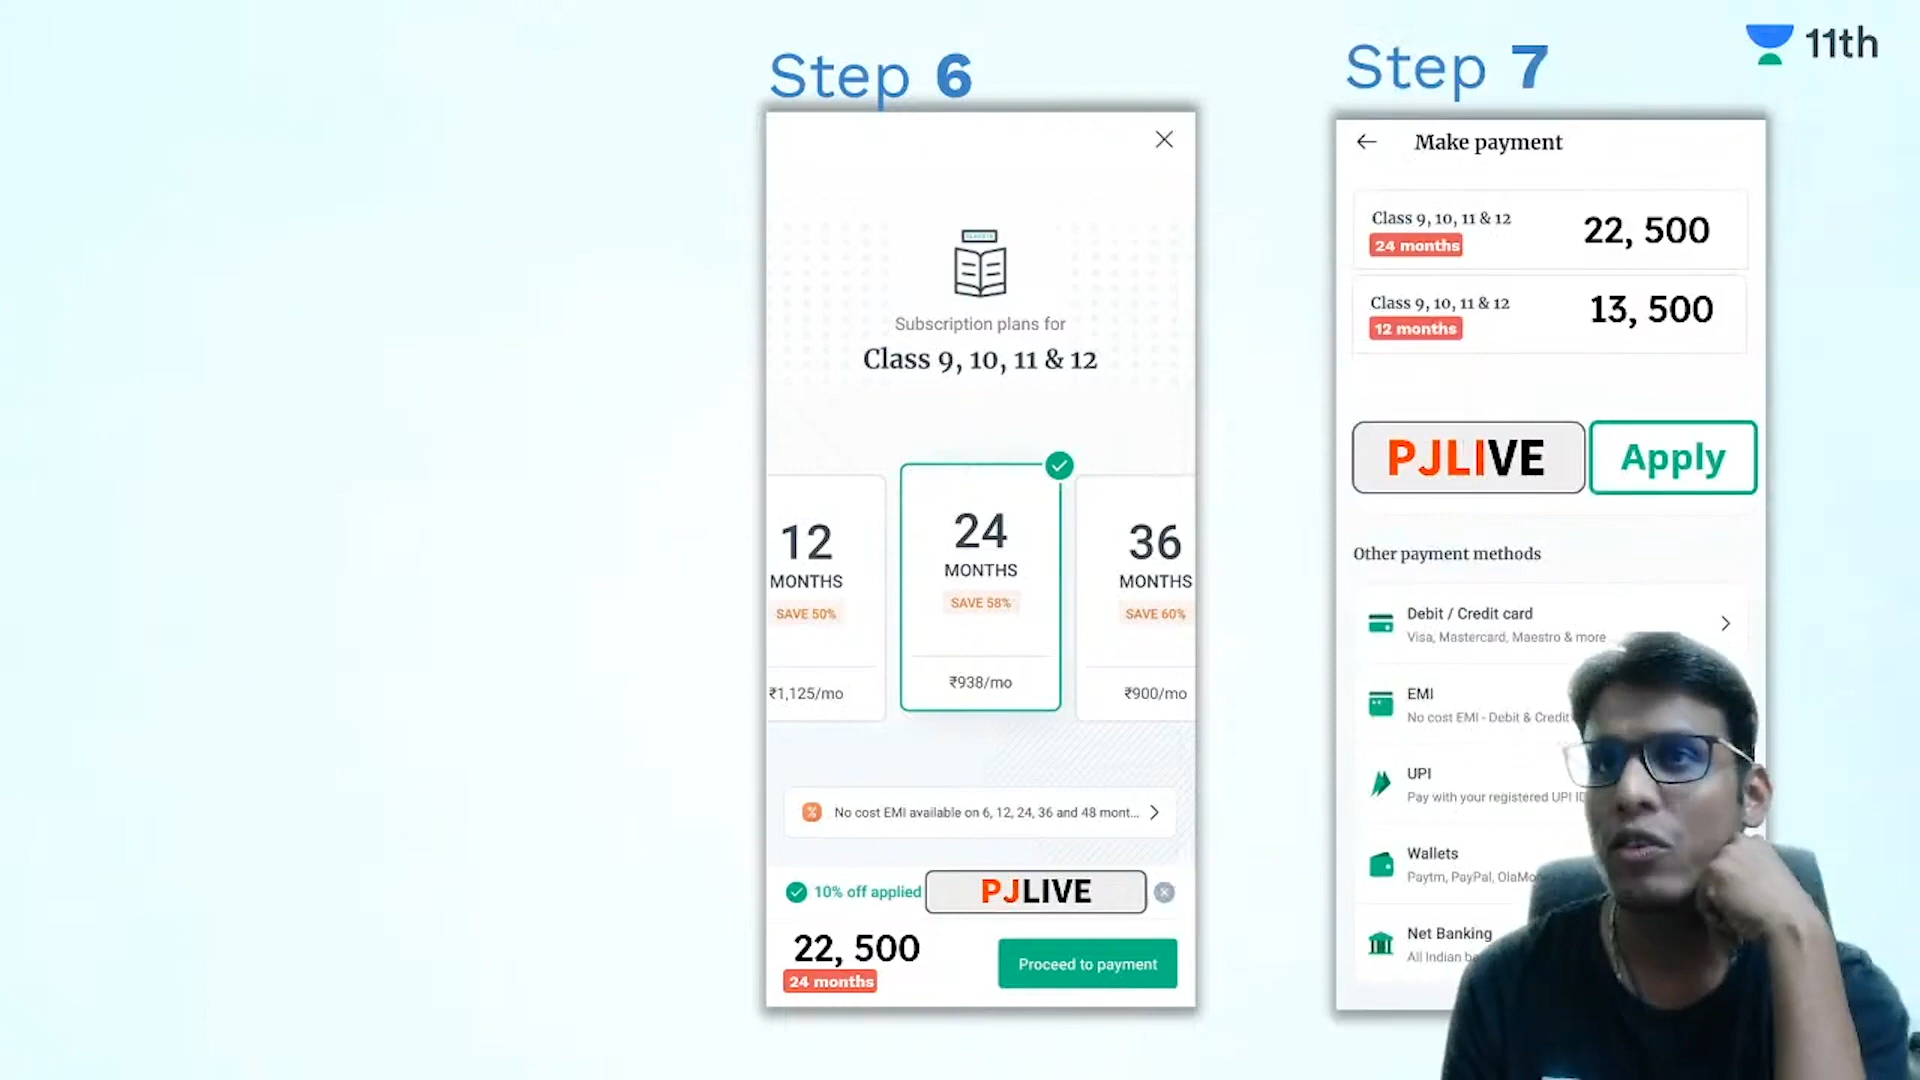 Step 6
Step 7
11th
Subscription plans for
Class 9, 10, 11 & 12
12
MONTHS
SAVE 50%
₹1,125/mo
24
MONTHS
SAVE 58%
₹938/mo
36
MONTHS
SAVE 60%
₹900/mo
No cost EMI available on 6, 12, 24, 36 and 48 mont...
10% off applied
PJLIVE
22, 500
24 months
Proceed to payment
Make payment
Class 9, 10, 11 & 12
22, 500
24 months
Class 9, 10, 11 & 12
13, 500
12 months
PJLIVE
Apply
Other payment methods
Debit / Credit card
Visa, Mastercard, Maestro & more
EMI
No cost EMI - Debit & Credit
UPI
Pay with your registered UPI
Wallets
Paytm, PayPal,
Net Banking
All Indian